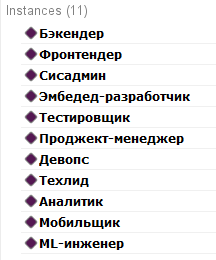 Instances (11)
Бэкендер
Фронтендер
Сисадмин
Эмбедед-разработчик
Тестировщик
Проджект-менеджер
Девопс
Техлид
Аналитик
Мобильщик
ML-инженер